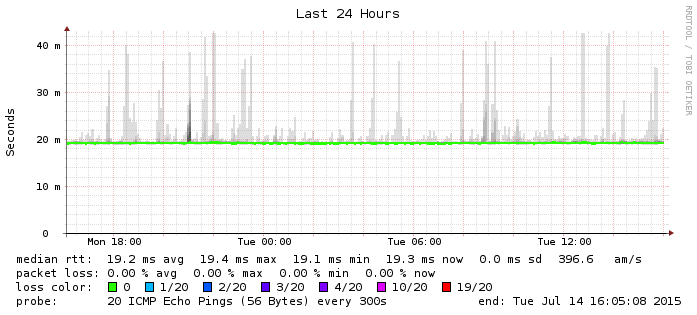 Last 24 Hours
RRDTOOL / TOBI OETIKER
Seconds
40 m
30 m
20 m
10 m
0
Mon 18:00 Tue 00:00 Tue 06:00 Tue 12:00
median rtt: 19.2 ms avg 19.4 ms max 19.1 ms min 19.3 ms now 0.0 ms sd 396.6 am/s
packet loss: 0.00 % avg 0.00 % max 0.00 % min 0.00 % now
loss color: 0 1/20 2/20 3/20 4/20 10/20 19/20
probe: 20 ICMP Echo Pings (56 Bytes) every 300s end: Tue Jul 14 16:05:08 2015